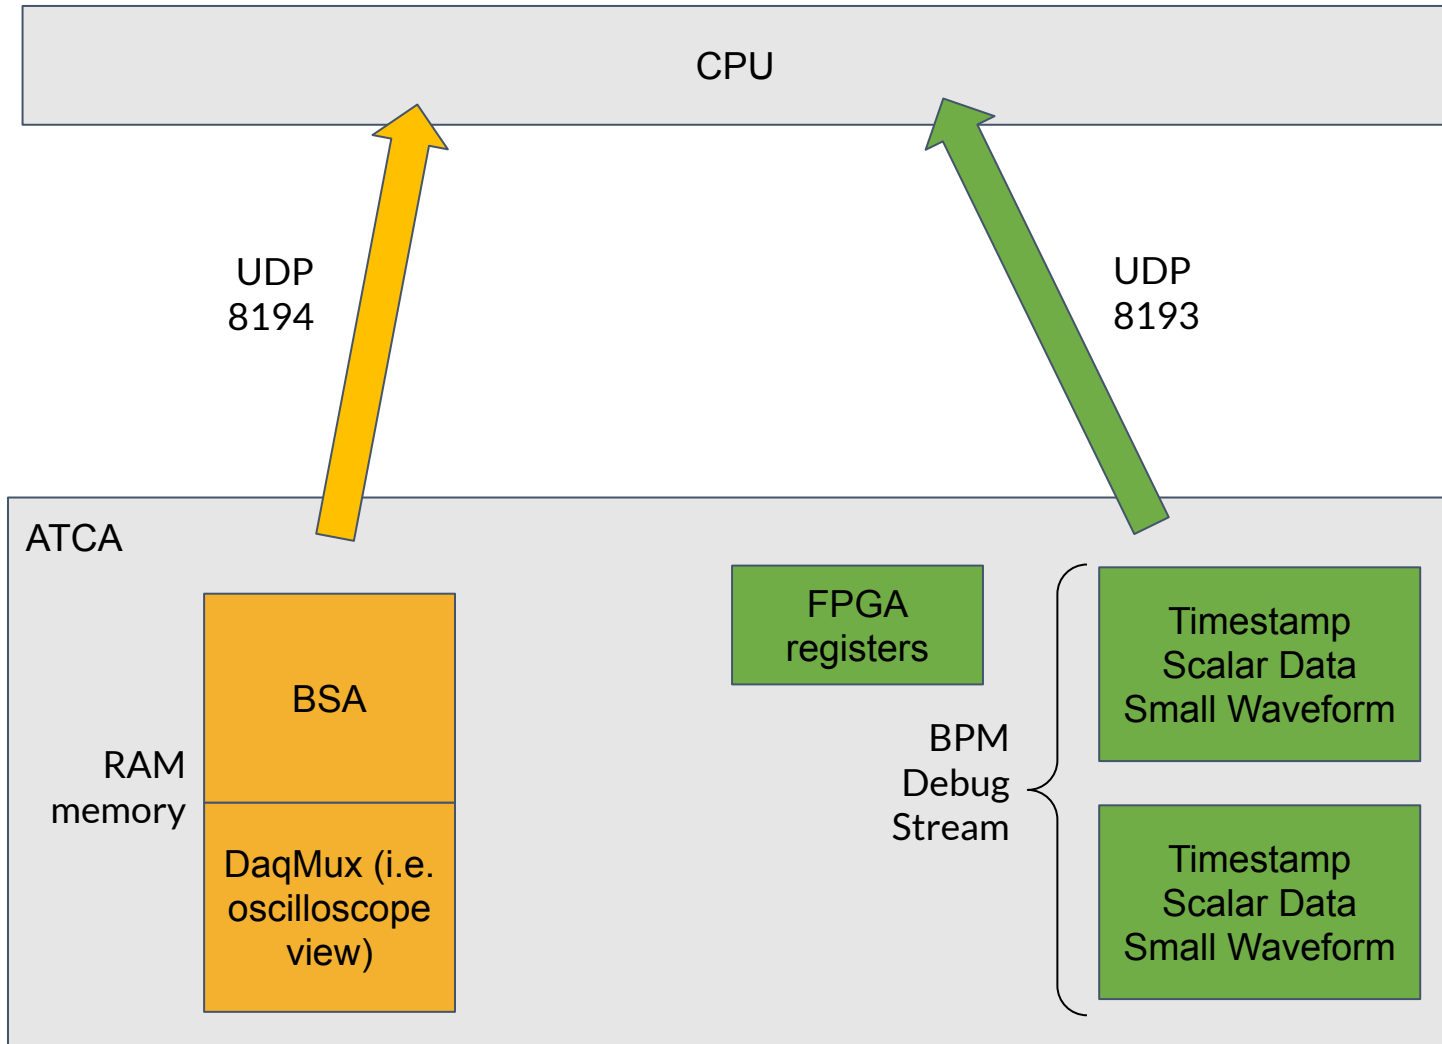 CPU
UDP
8194
UDP
8193
ATCA
RAM
memory
BSA
DaqMux (i.e.
oscilloscope
view)
FPGA
registers
BPM
Debug
Stream
Timestamp
Scalar Data
Small Waveform
Timestamp
Scalar Data
Small Waveform